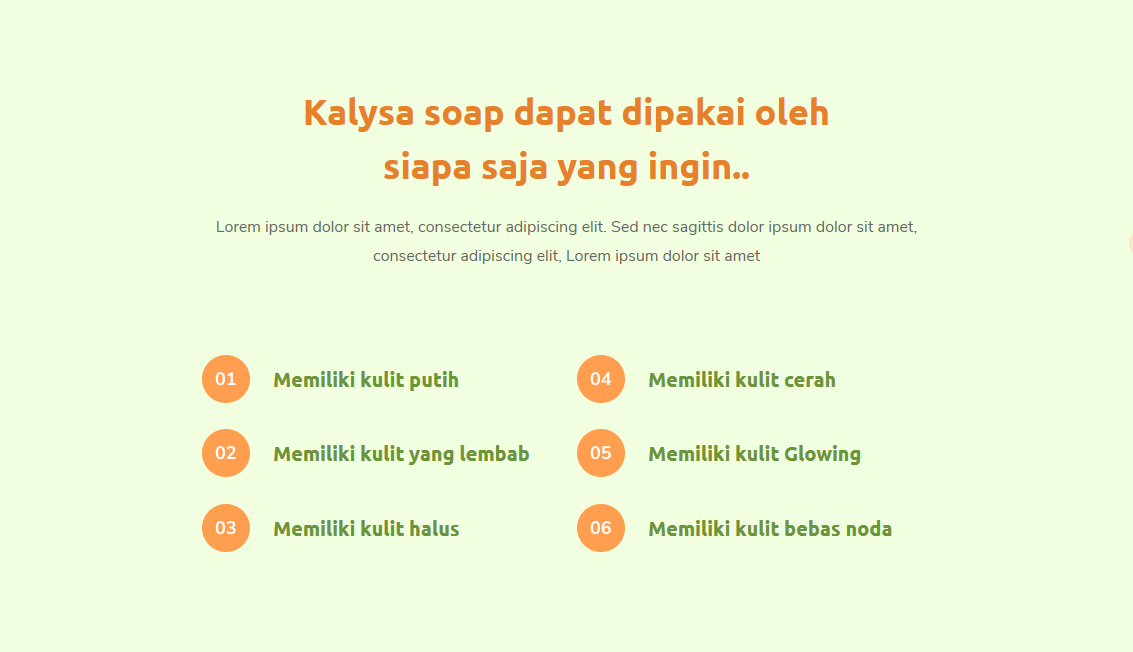 Kalysa soap dapat dipakai oleh
siapa saja yang ingin..
Lorem ipsum dolor sit amet, consectetur adipiscing elit. Sed nec sagittis dolor ipsum dolor sit amet,
consectetur adipiscing elit, Lorem ipsum dolor sit amet
01 Memiliki kulit putih
02 Memiliki kulit yang lembab
03 Memiliki kulit halus
04 Memiliki kulit cerah
05 Memiliki kulit Glowing
06 Memiliki kulit bebas noda